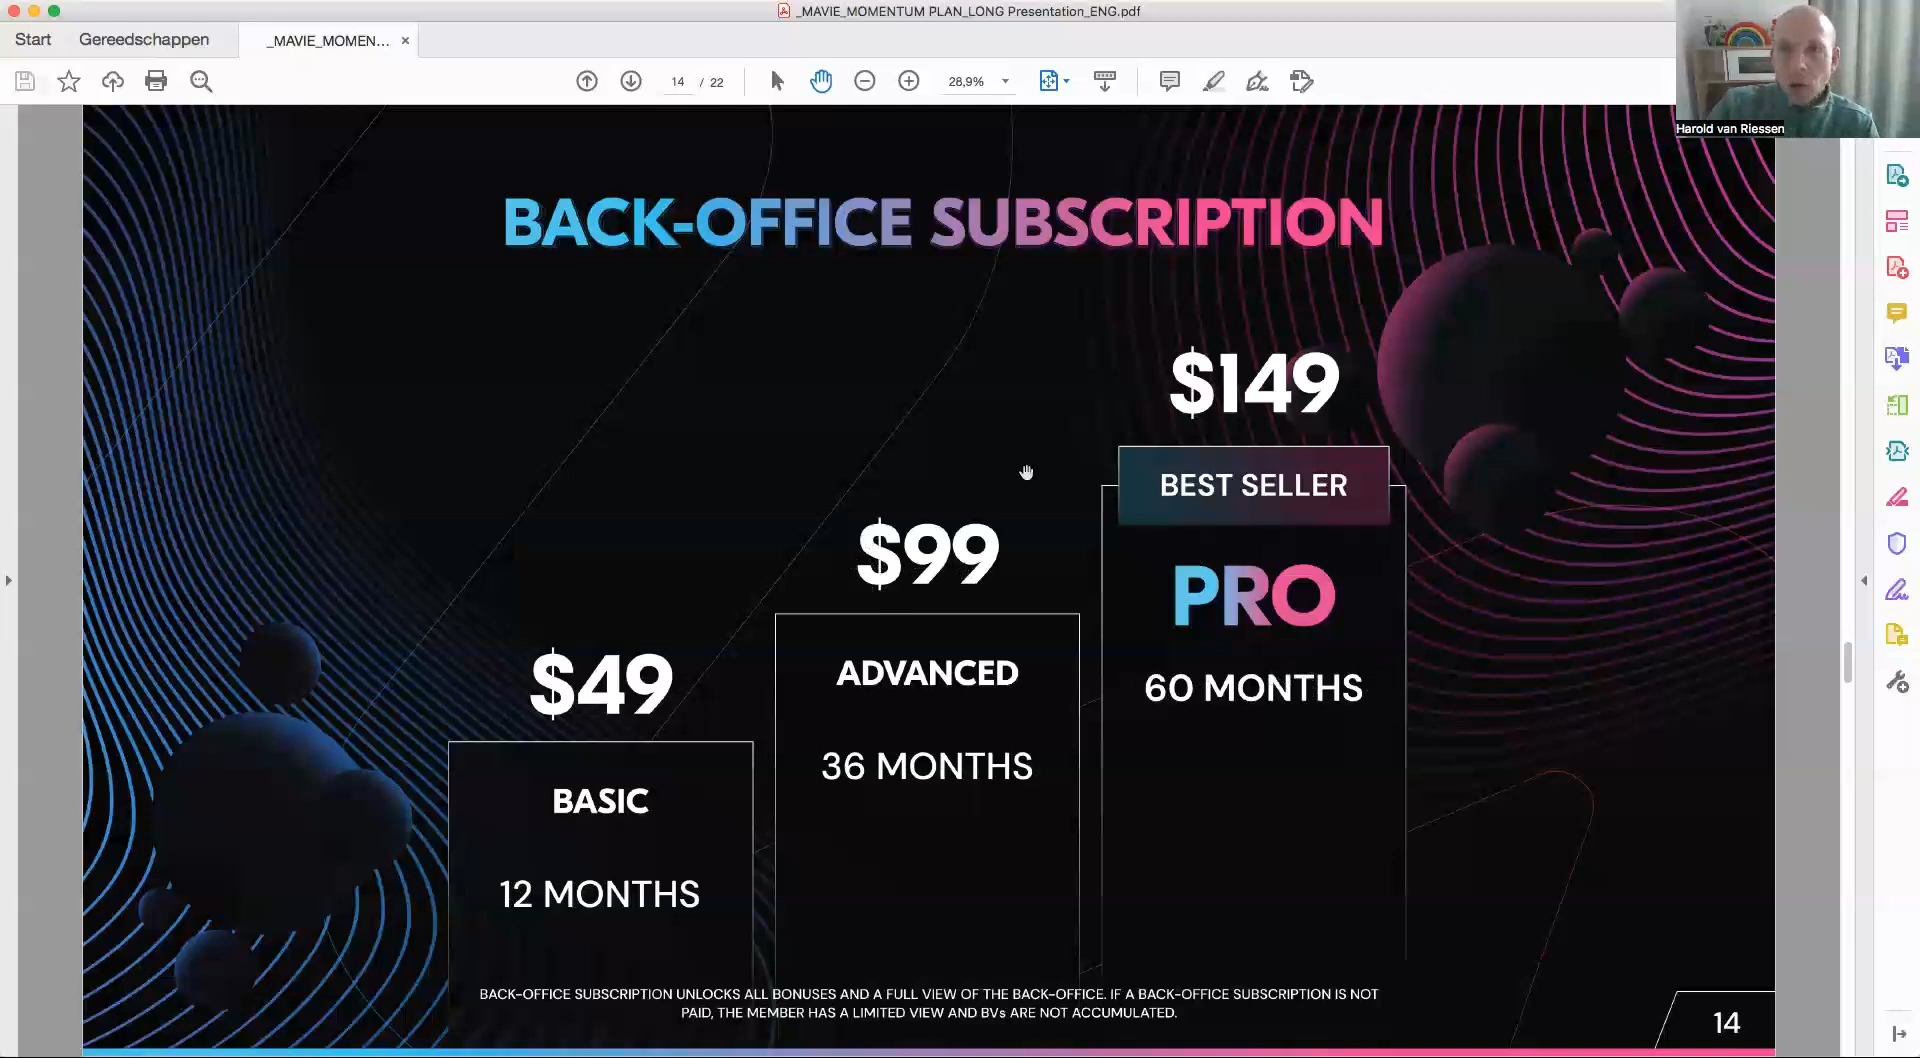 _MAVIE_MOMENTUM PLAN_LONG Presentation_ENG.pdf
Start
Gereedschappen
_MAVIE_MOMEN...
14 / 22
28,9%
Harold van Riessen
BACK-OFFICE SUBSCRIPTION
$149
BEST SELLER
PRO
60 MONTHS
$99
ADVANCED
36 MONTHS
$49
BASIC
12 MONTHS
BACK-OFFICE SUBSCRIPTION UNLOCKS ALL BONUSES AND A FULL VIEW OF THE BACK-OFFICE. IF A BACK-OFFICE SUBSCRIPTION IS NOT
PAID, THE MEMBER HAS A LIMITED VIEW AND BVs ARE NOT ACCUMULATED.
14